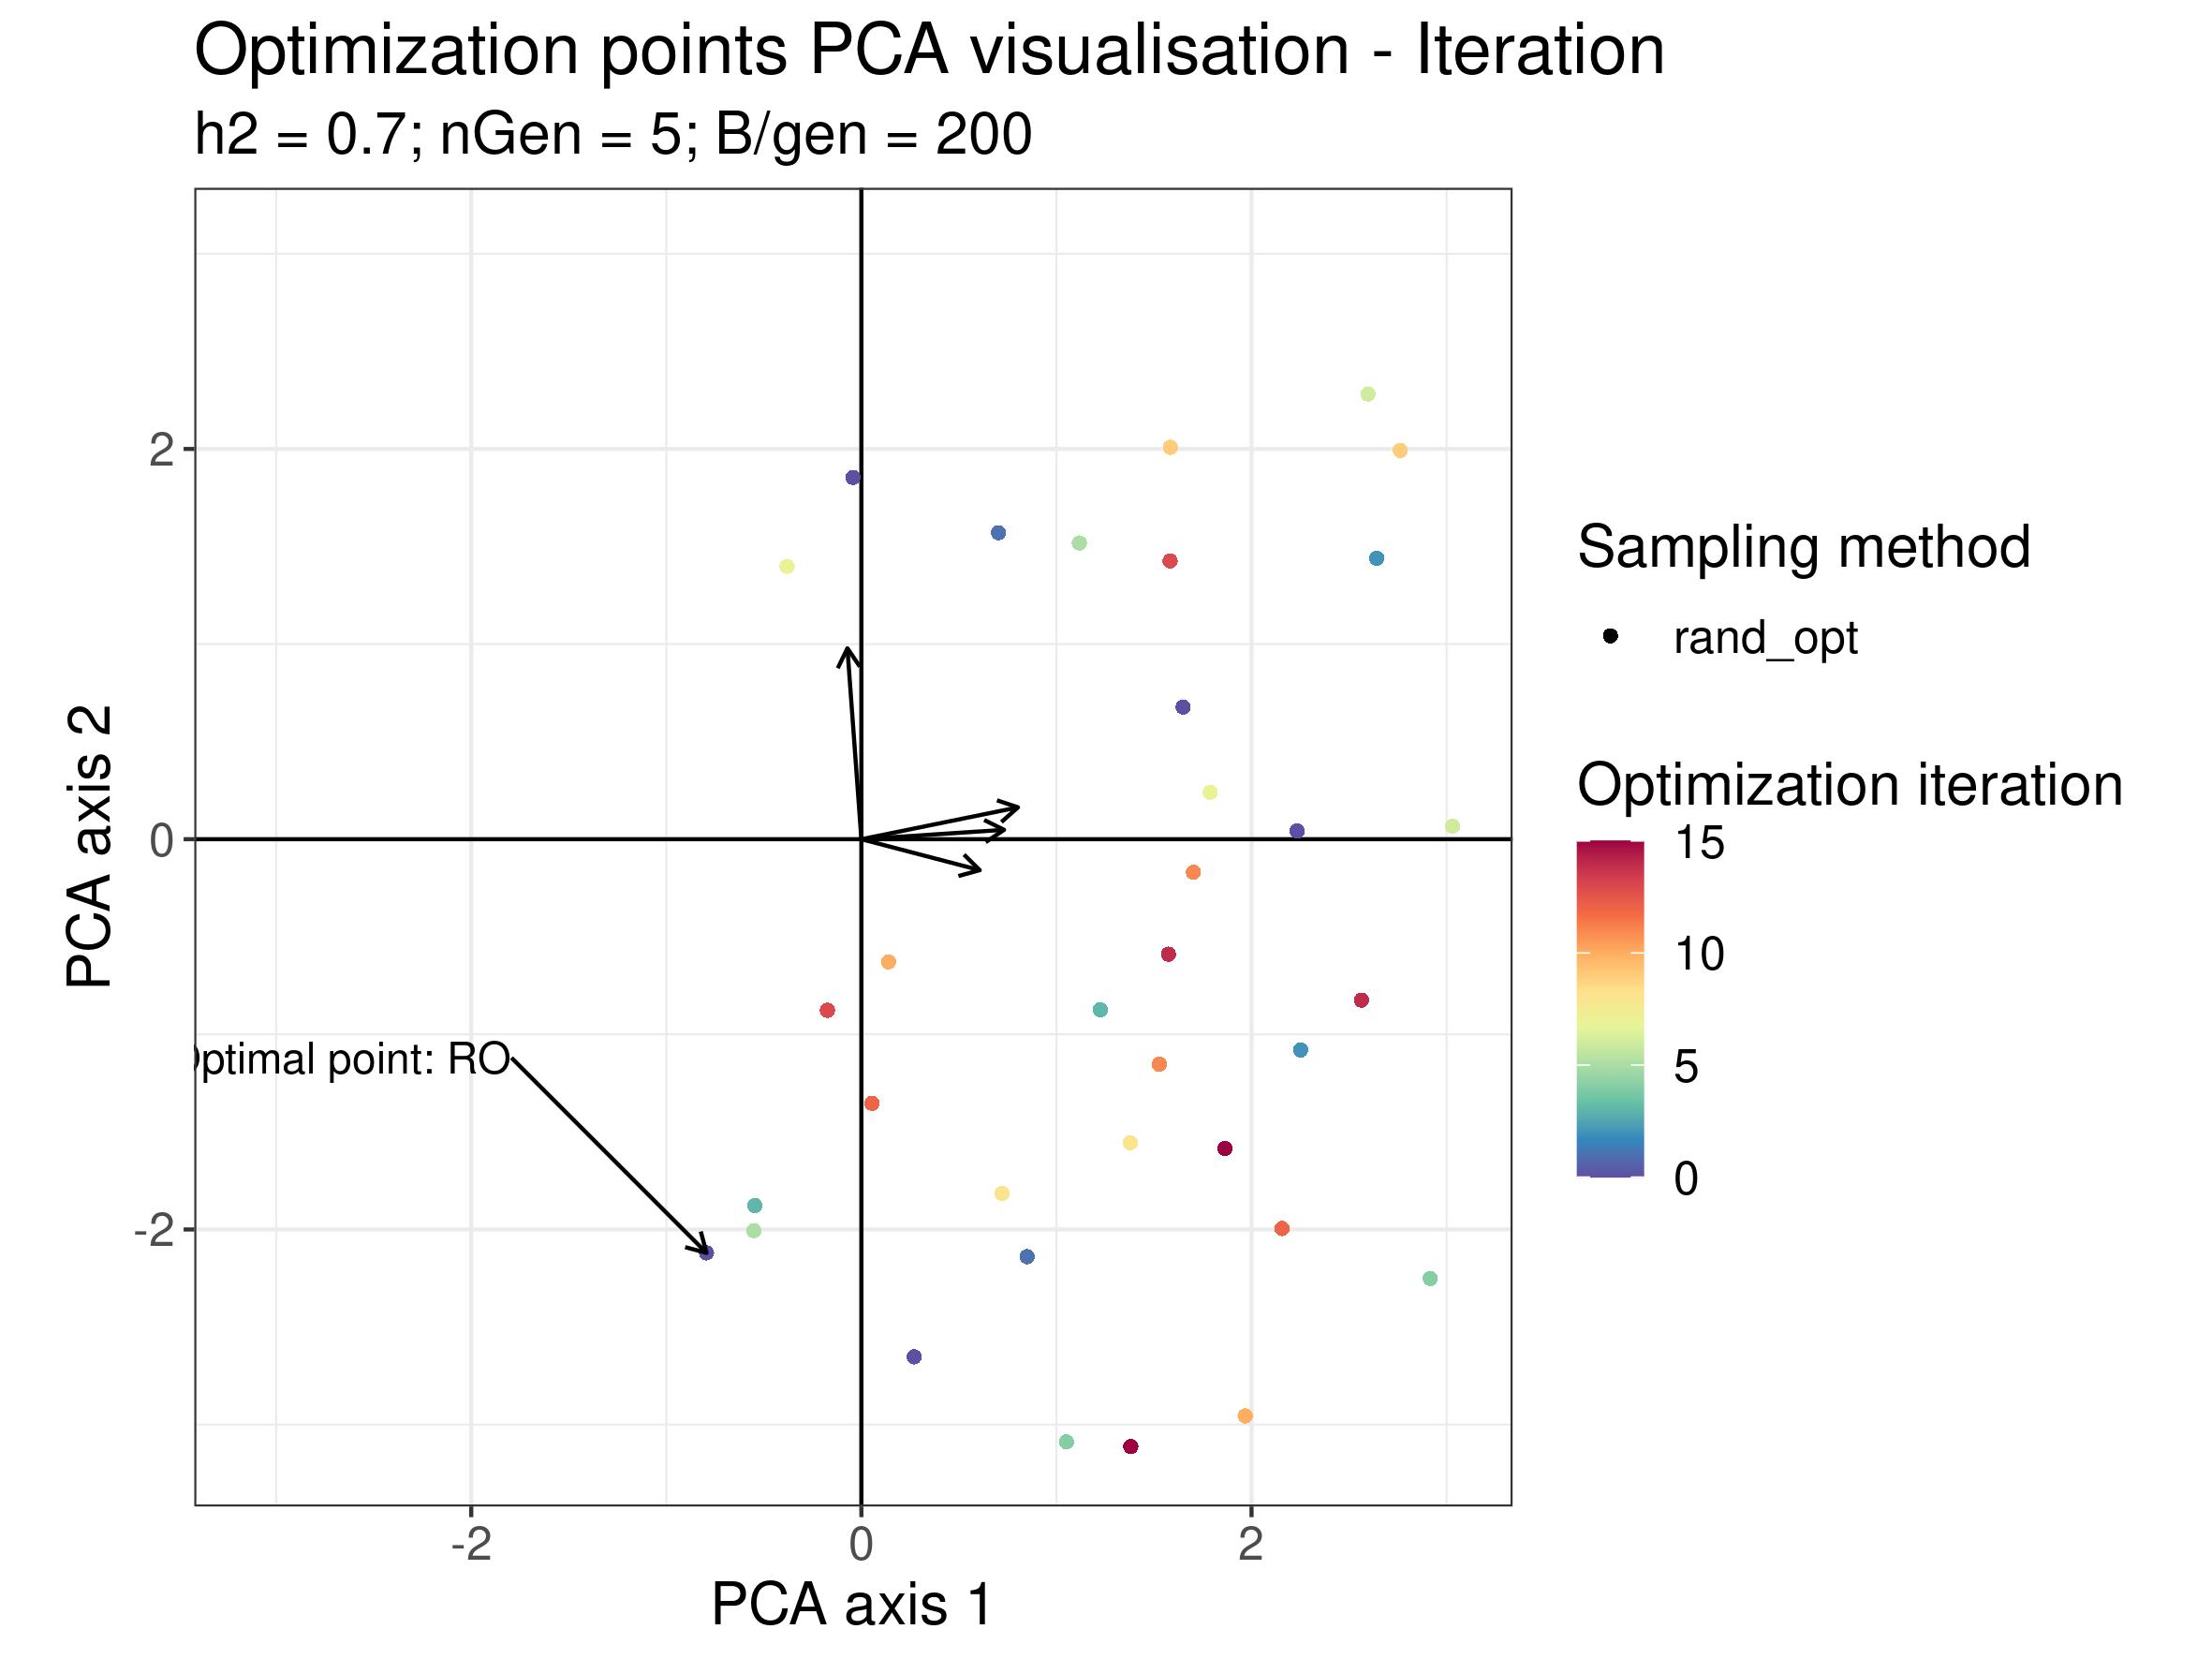 Optimization points PCA visualisation - Iteration
h2 = 0.7; nGen = 5; B/gen = 200
PCA axis 2
2
0
-2
ptimal point: RO
-2
0
2
PCA axis 1
Sampling method
rand_opt
Optimization iteration
15
10
5
0